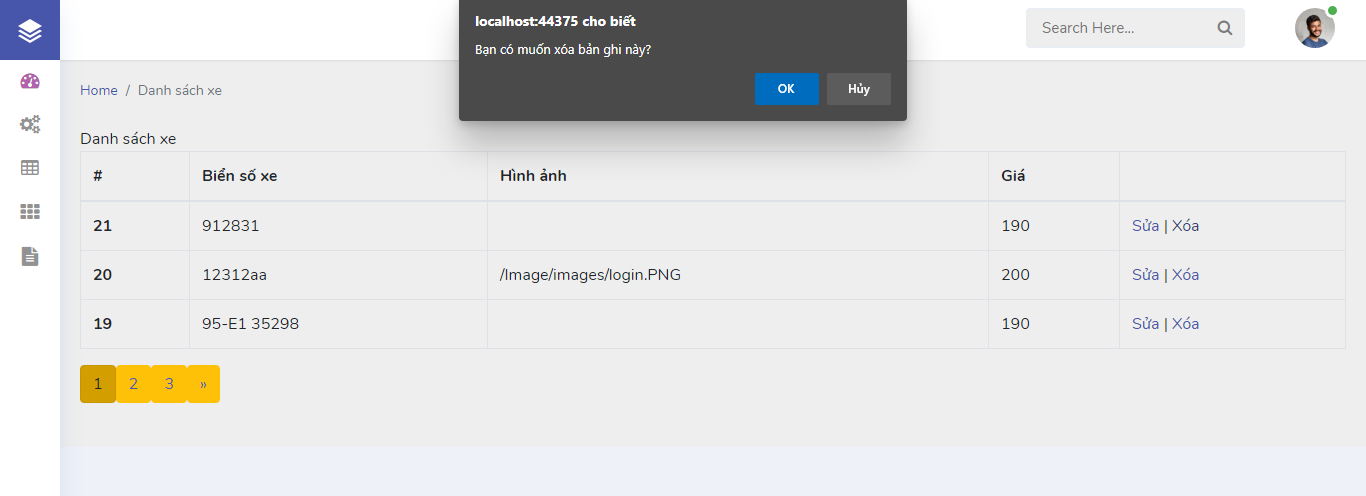 localhost:44375 cho biết
Bạn có muốn xóa bản ghi này?
OK Hủy
Search Here...
Home / Danh sách xe
Danh sách xe
# Biển số xe Hình ảnh Giá
21 912831 190 Sửa | Xóa
20 12312aa /Image/images/login.PNG 200 Sửa | Xóa
19 95-E1 35298 190 Sửa | Xóa
1 2 3 »